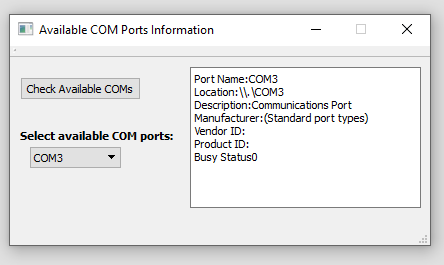 Available COM Ports Information
Check Available COMs
Select available COM ports:
COM3
Port Name:COM3
Location:\\.\COM3
Description:Communications Port
Manufacturer:(Standard port types)
Vendor ID:
Product ID:
Busy Status0